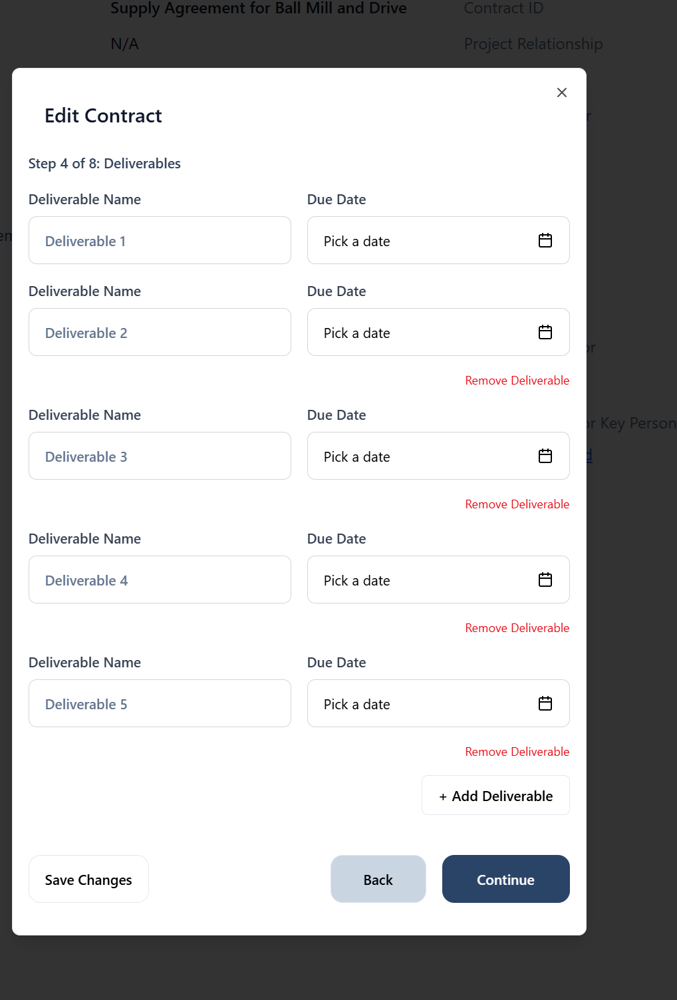 Supply Agreement for Ball Mill and Drive
Contract ID
N/A
Project Relationship
Edit Contract
Step 4 of 8: Deliverables
Deliverable Name
Due Date
Deliverable 1
Pick a date
Deliverable Name
Due Date
Deliverable 2
Pick a date
Remove Deliverable
Deliverable Name
Due Date
Key Person
Deliverable 3
Pick a date
Remove Deliverable
Deliverable Name
Due Date
Deliverable 4
Pick a date
Remove Deliverable
Deliverable Name
Due Date
Deliverable 5
Pick a date
Remove Deliverable
+ Add Deliverable
Save Changes
Back
Continue